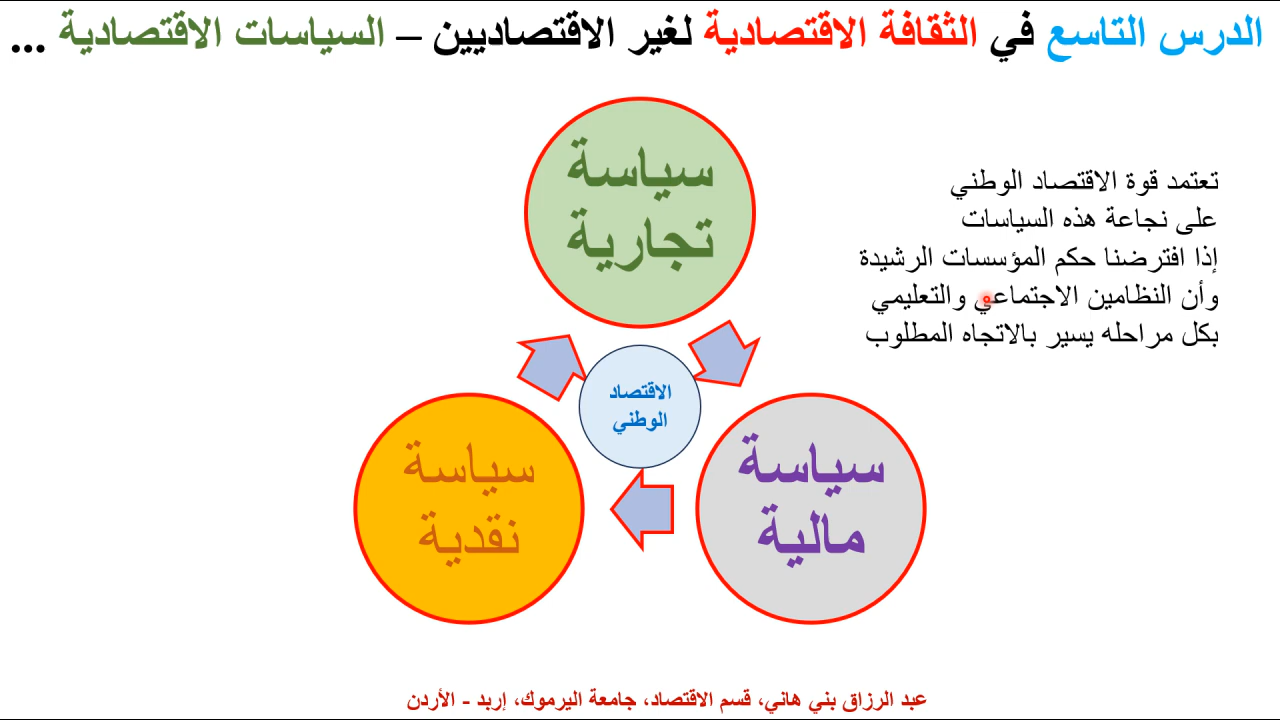 الدرس التاسع في الثقافة الاقتصادية لغير الاقتصاديين – السياسات الاقتصادية ...
سياسة
تجارية
تعتمد قوة الاقتصاد الوطني
على نجاعة هذه السياسات
إذا افترضنا حكم المؤسسات الرشيدة
وأن النظامين الاجتماعي والتعليمي
بكل مراحله يسير بالاتجاه المطلوب
الاقتصاد
الوطني
سياسة
مالية
سياسة
نقدية
عبد الرزاق بني هاني، قسم الاقتصاد، جامعة اليرموك، إربد - الأردن